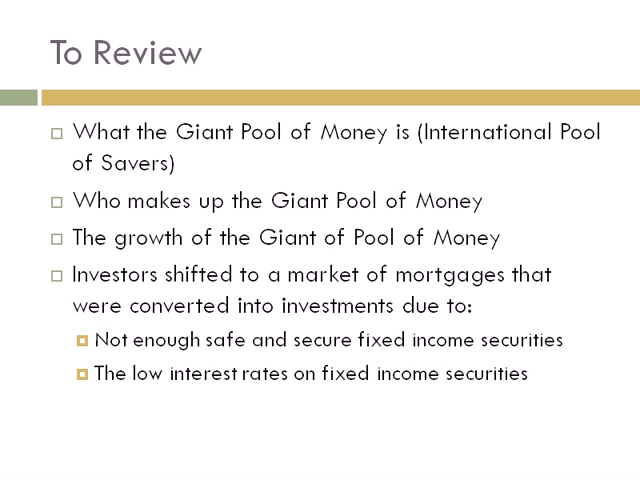 To Review
What the Giant Pool of Money is (International Pool
of Savers)
Who makes up the Giant Pool of Money
The growth of the Giant of Pool of Money
Investors shifted to a market of mortgages that
were converted into investments due to:
Not enough safe and secure fixed income securities
The low interest rates on fixed income securities